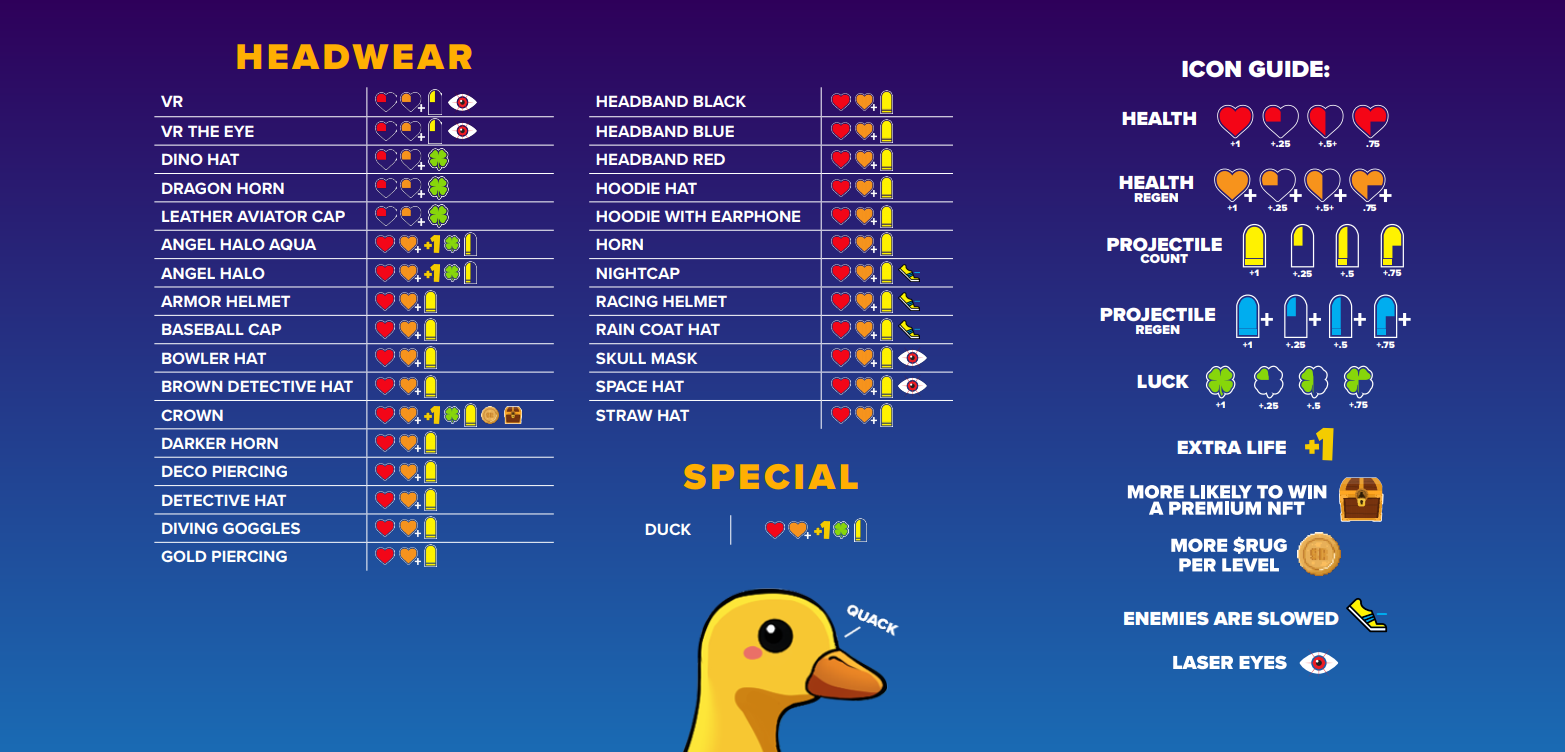 HEADWEAR
VR
VR THE EYE
DINO HAT
DRAGON HORN
LEATHER AVIATOR CAP
ANGEL HALO AQUA +1
ANGEL HALO +1
ARMOR HELMET
BASEBALL CAP
BOWLER HAT
BROWN DETECTIVE HAT
CROWN +1
DARKER HORN
DECO PIERCING
DETECTIVE HAT
DIVING GOGGLES
GOLD PIERCING
HEADBAND BLACK
HEADBAND BLUE
HEADBAND RED
HOODIE HAT
HOODIE WITH EARPHONE
HORN
NIGHTCAP
RACING HELMET
RAIN COAT HAT
SKULL MASK
SPACE HAT
STRAW HAT
SPECIAL
DUCK +1
QUACK
ICON GUIDE:
HEALTH
+1 +.25 +.5+ .75
HEALTH
REGEN
+1 +.25 +.5+ .75
PROJECTILE
COUNT
+1 +.25 +.5 +.75
PROJECTILE
REGEN
+1 +.25 +.5 +.75
LUCK
+1 +.25 +.5 +.75
EXTRA LIFE +1
MORE LIKELY TO WIN
A PREMIUM NFT
MORE $RUG
PER LEVEL
ENEMIES ARE SLOWED
LASER EYES